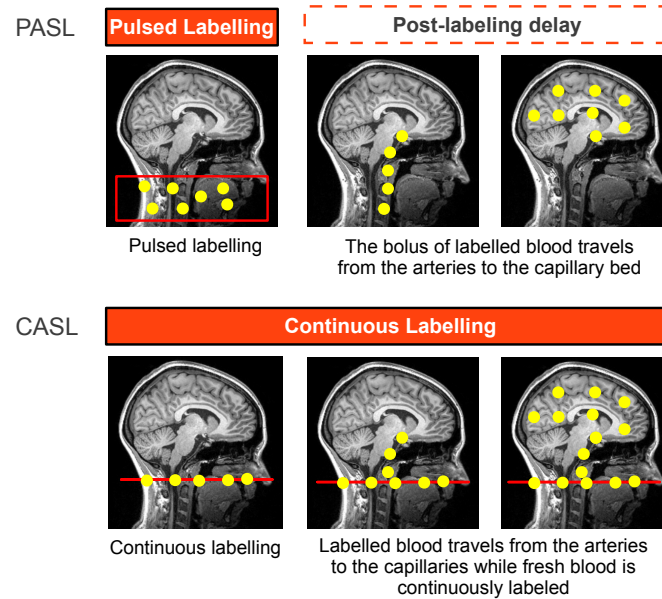 PASL
Pulsed Labelling
Post-labeling delay
Pulsed labelling
The bolus of labelled blood travels
from the arteries to the capillary bed
CASL
Continuous Labelling
Continuous labelling
Labelled blood travels from the arteries
to the capillaries while fresh blood is
continuously labeled